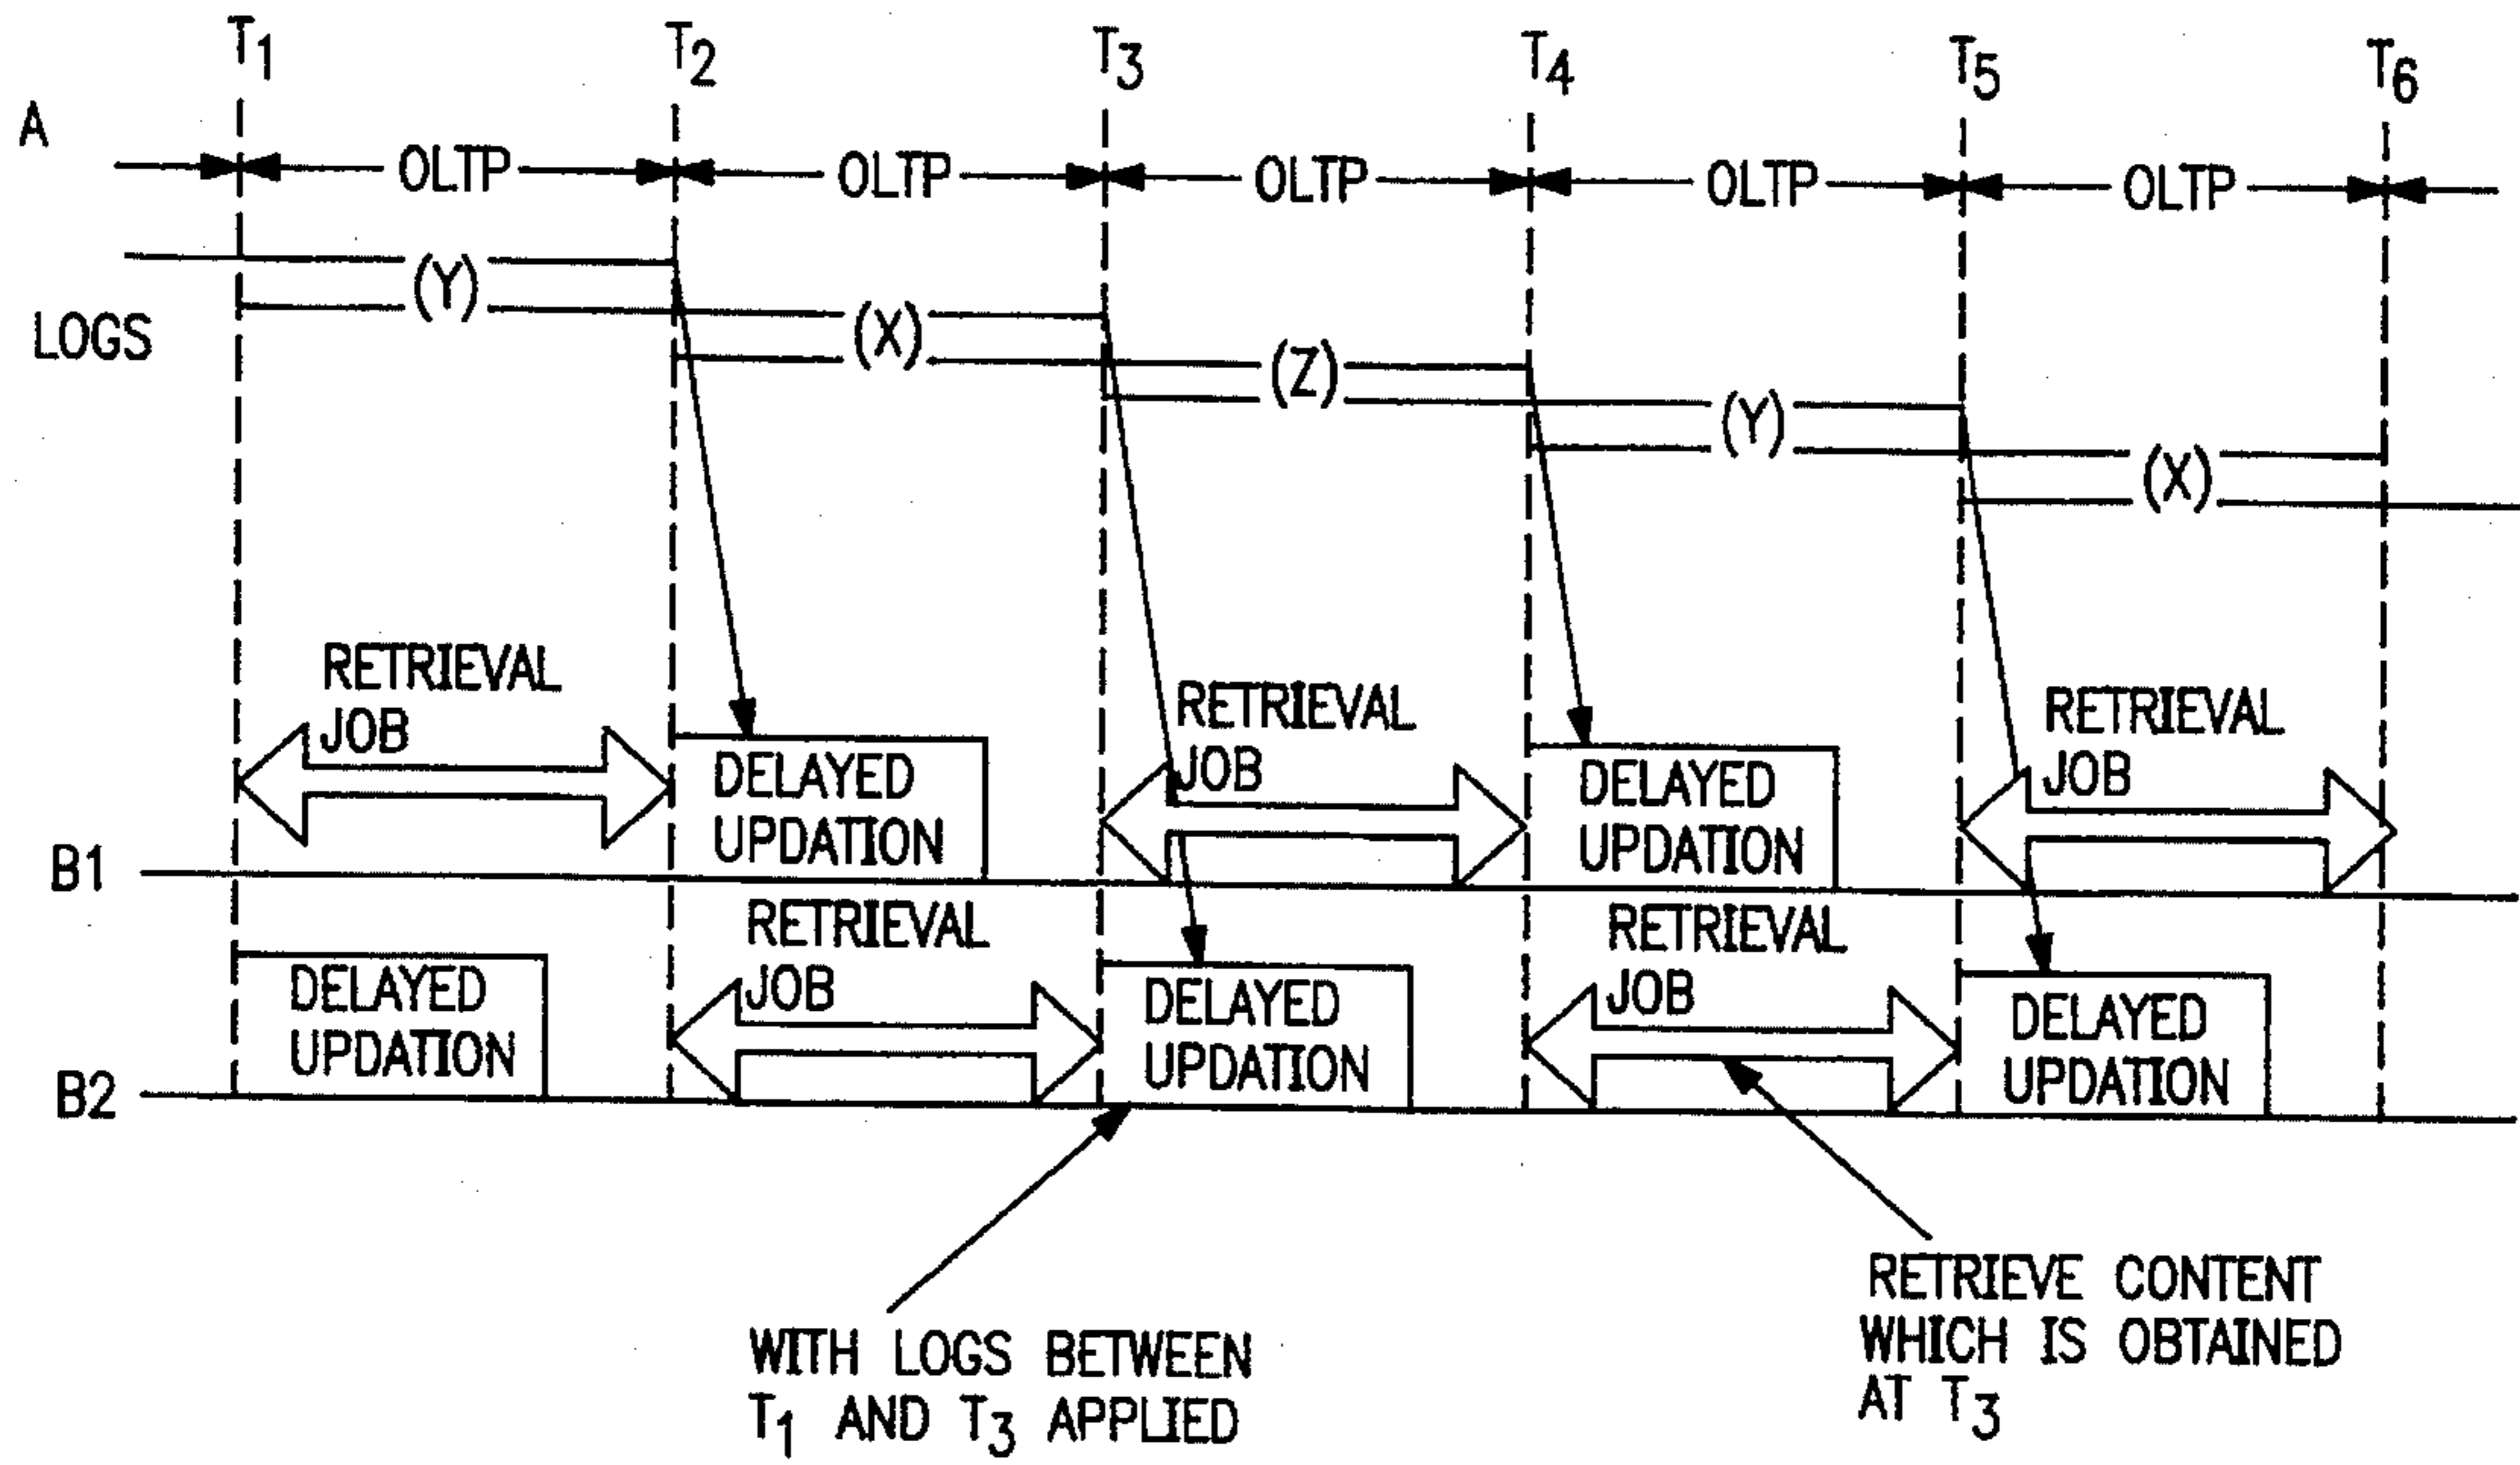 T1 T2 T3 T4 T5 T6
A
OLTP OLTP OLTP OLTP OLTP
LOGS
(Y)
(X)
(Z)
(Y)
(X)
RETRIEVAL
JOB
DELAYED
UPDATION
RETRIEVAL
JOB
DELAYED
UPDATION
RETRIEVAL
JOB
B1
DELAYED
UPDATION
RETRIEVAL
JOB
DELAYED
UPDATION
RETRIEVAL
JOB
DELAYED
UPDATION
B2
WITH LOGS BETWEEN
T1 AND T3 APPLIED
RETRIEVE CONTENT
WHICH IS OBTAINED
AT T3